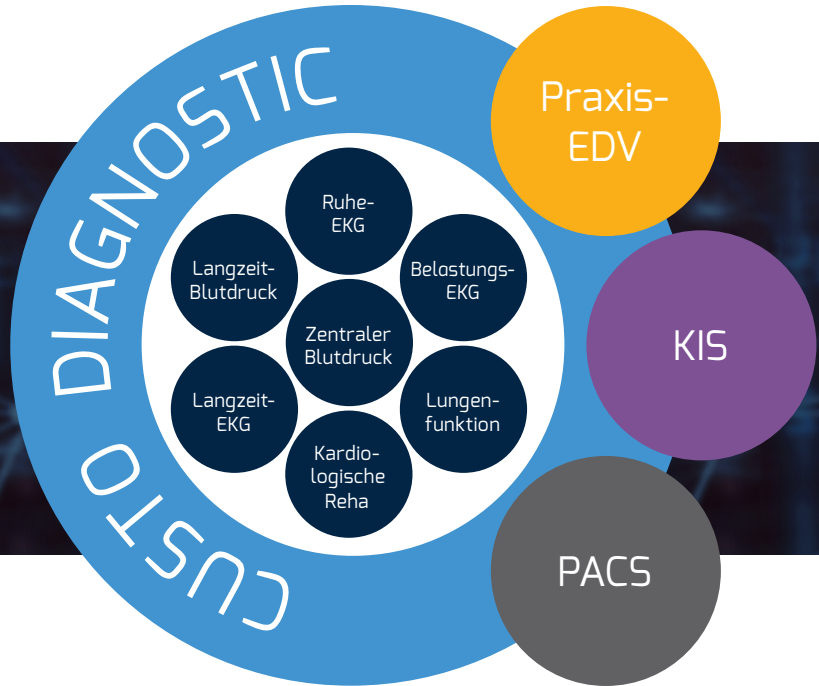 CUSTO DIAGNOSTIC
Ruhe-
EKG
Langzeit-
Blutdruck
Belastungs-
EKG
Zentraler
Blutdruck
Langzeit-
EKG
Lungen-
funktion
Kardio-
logische
Reha
Praxis-
EDV
KIS
PACS